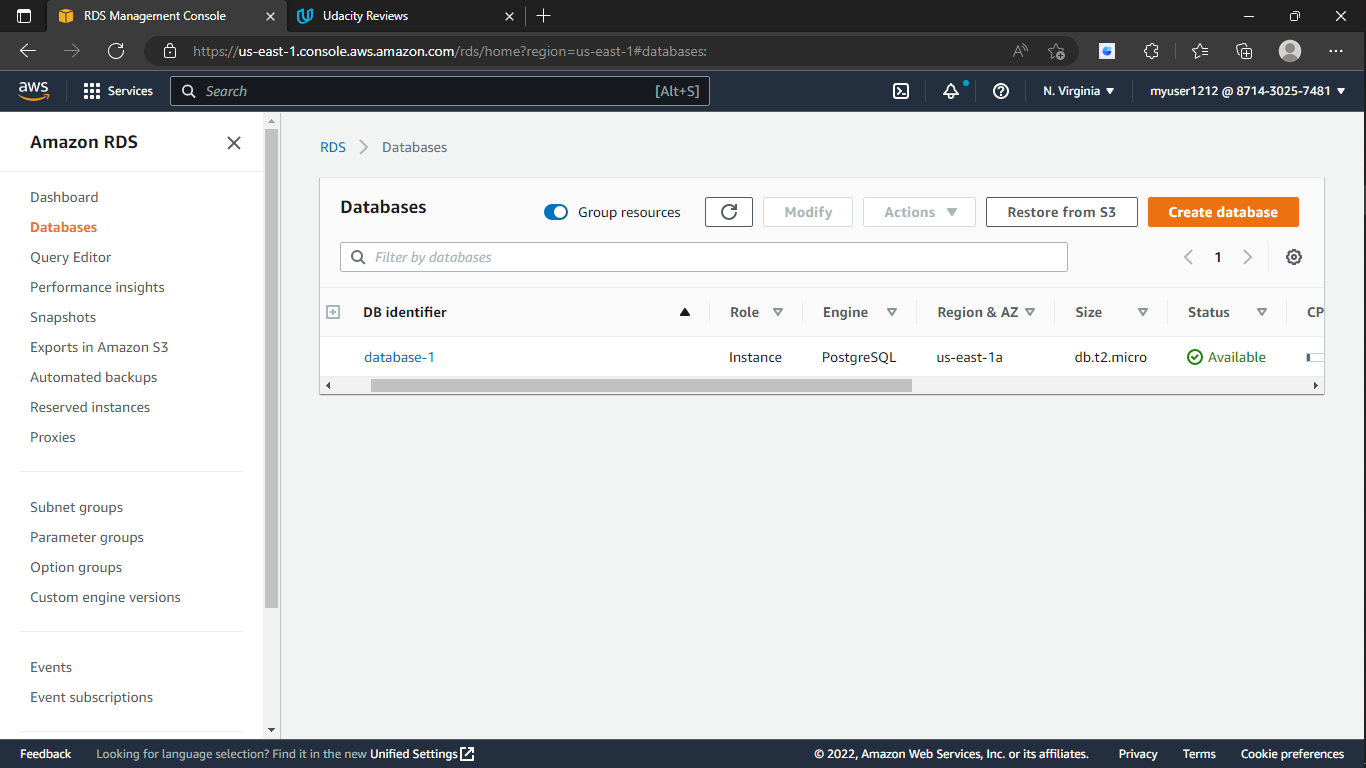 RDS Management Console
Udacity Reviews
https://us-east-1.console.aws.amazon.com/rds/home?region=us-east-1#databases:
aws
Services
Search
[Alt+S]
N. Virginia
myuser1212 @ 8714-3025-7481
Amazon RDS
Dashboard
Databases
Query Editor
Performance insights
Snapshots
Exports in Amazon S3
Automated backups
Reserved instances
Proxies
Subnet groups
Parameter groups
Option groups
Custom engine versions
Events
Event subscriptions
RDS > Databases
Databases
Group resources
Modify
Actions
Restore from S3
Create database
Filter by databases
1
DB identifier Role Engine Region & AZ Size Status CP
database-1 Instance PostgreSQL us-east-1a db.t2.micro Available
Feedback
Looking for language selection? Find it in the new Unified Settings
© 2022, Amazon Web Services, Inc. or its affiliates.
Privacy
Terms
Cookie preferences